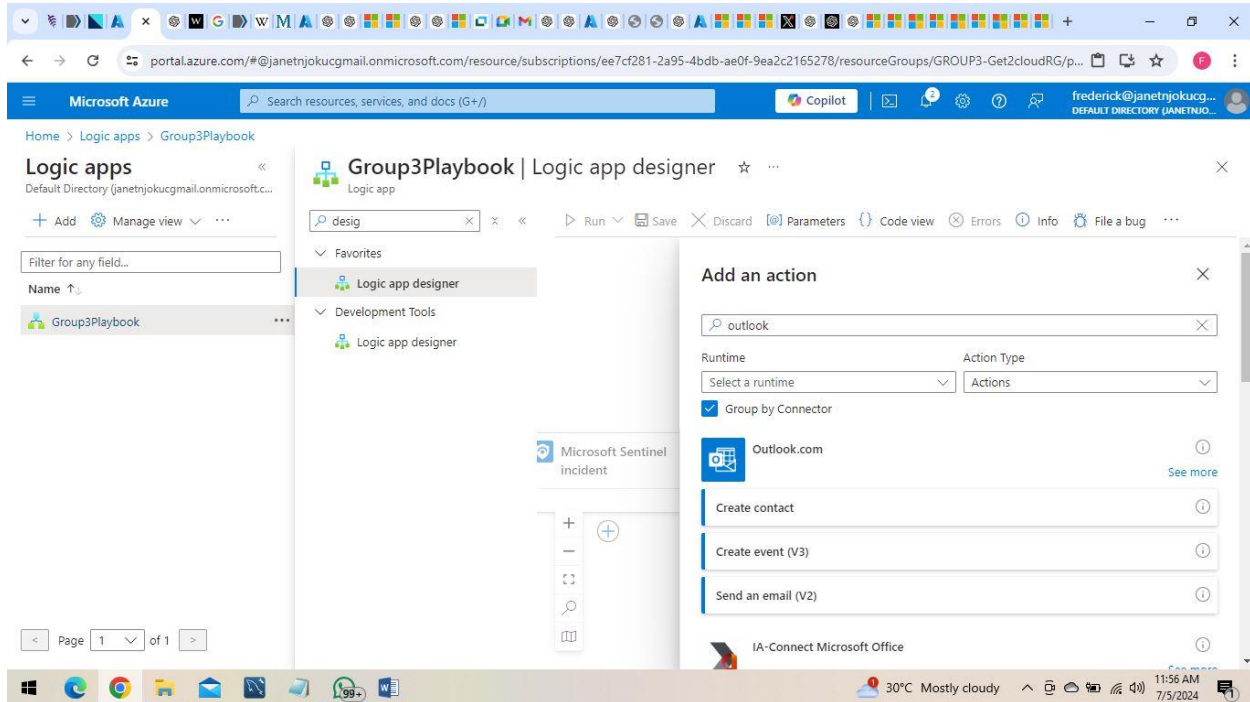 portal.azure.com/#@janetnjokucgmail.onmicrosoft.com/resource/subscriptions/ee7cf281-2a95-4bdb-ae0f-9ea2c2165278/resourceGroups/GROUP3-Get2cloudRG/p...
F
Microsoft Azure
Search resources, services, and docs (G+/)
Copilot
2
frederick@janetnjokucg...
DEFAULT DIRECTORY (JANETNJO...
Home > Logic apps > Group3Playbook
Logic apps
Default Directory (janetnjokucgmail.onmicrosoft.c...
+ Add
Manage view
...
Filter for any field...
Name ↑↓
Group3Playbook
...
< Page 1 of 1 >
Group3Playbook | Logic app designer
...
Logic app
desig
Favorites
Logic app designer
Development Tools
Logic app designer
Run
Save
Discard
Parameters
{} Code view
Errors
Info
File a bug
...
Microsoft Sentinel
incident
Add an action
outlook
Runtime
Action Type
Select a runtime
Actions
Group by Connector
Outlook.com
See more
Create contact
Create event (V3)
Send an email (V2)
IA-Connect Microsoft Office
See more
99+
30°C Mostly cloudy
11:56 AM
7/5/2024
1